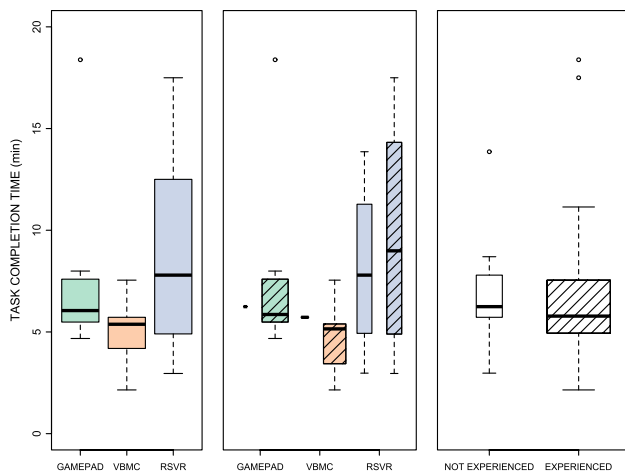 TASK COMPLETION TIME (min)
20
15
10
5
0
GAMEPAD VBMC RSVR
GAMEPAD VBMC RSVR
NOT EXPERIENCED EXPERIENCED